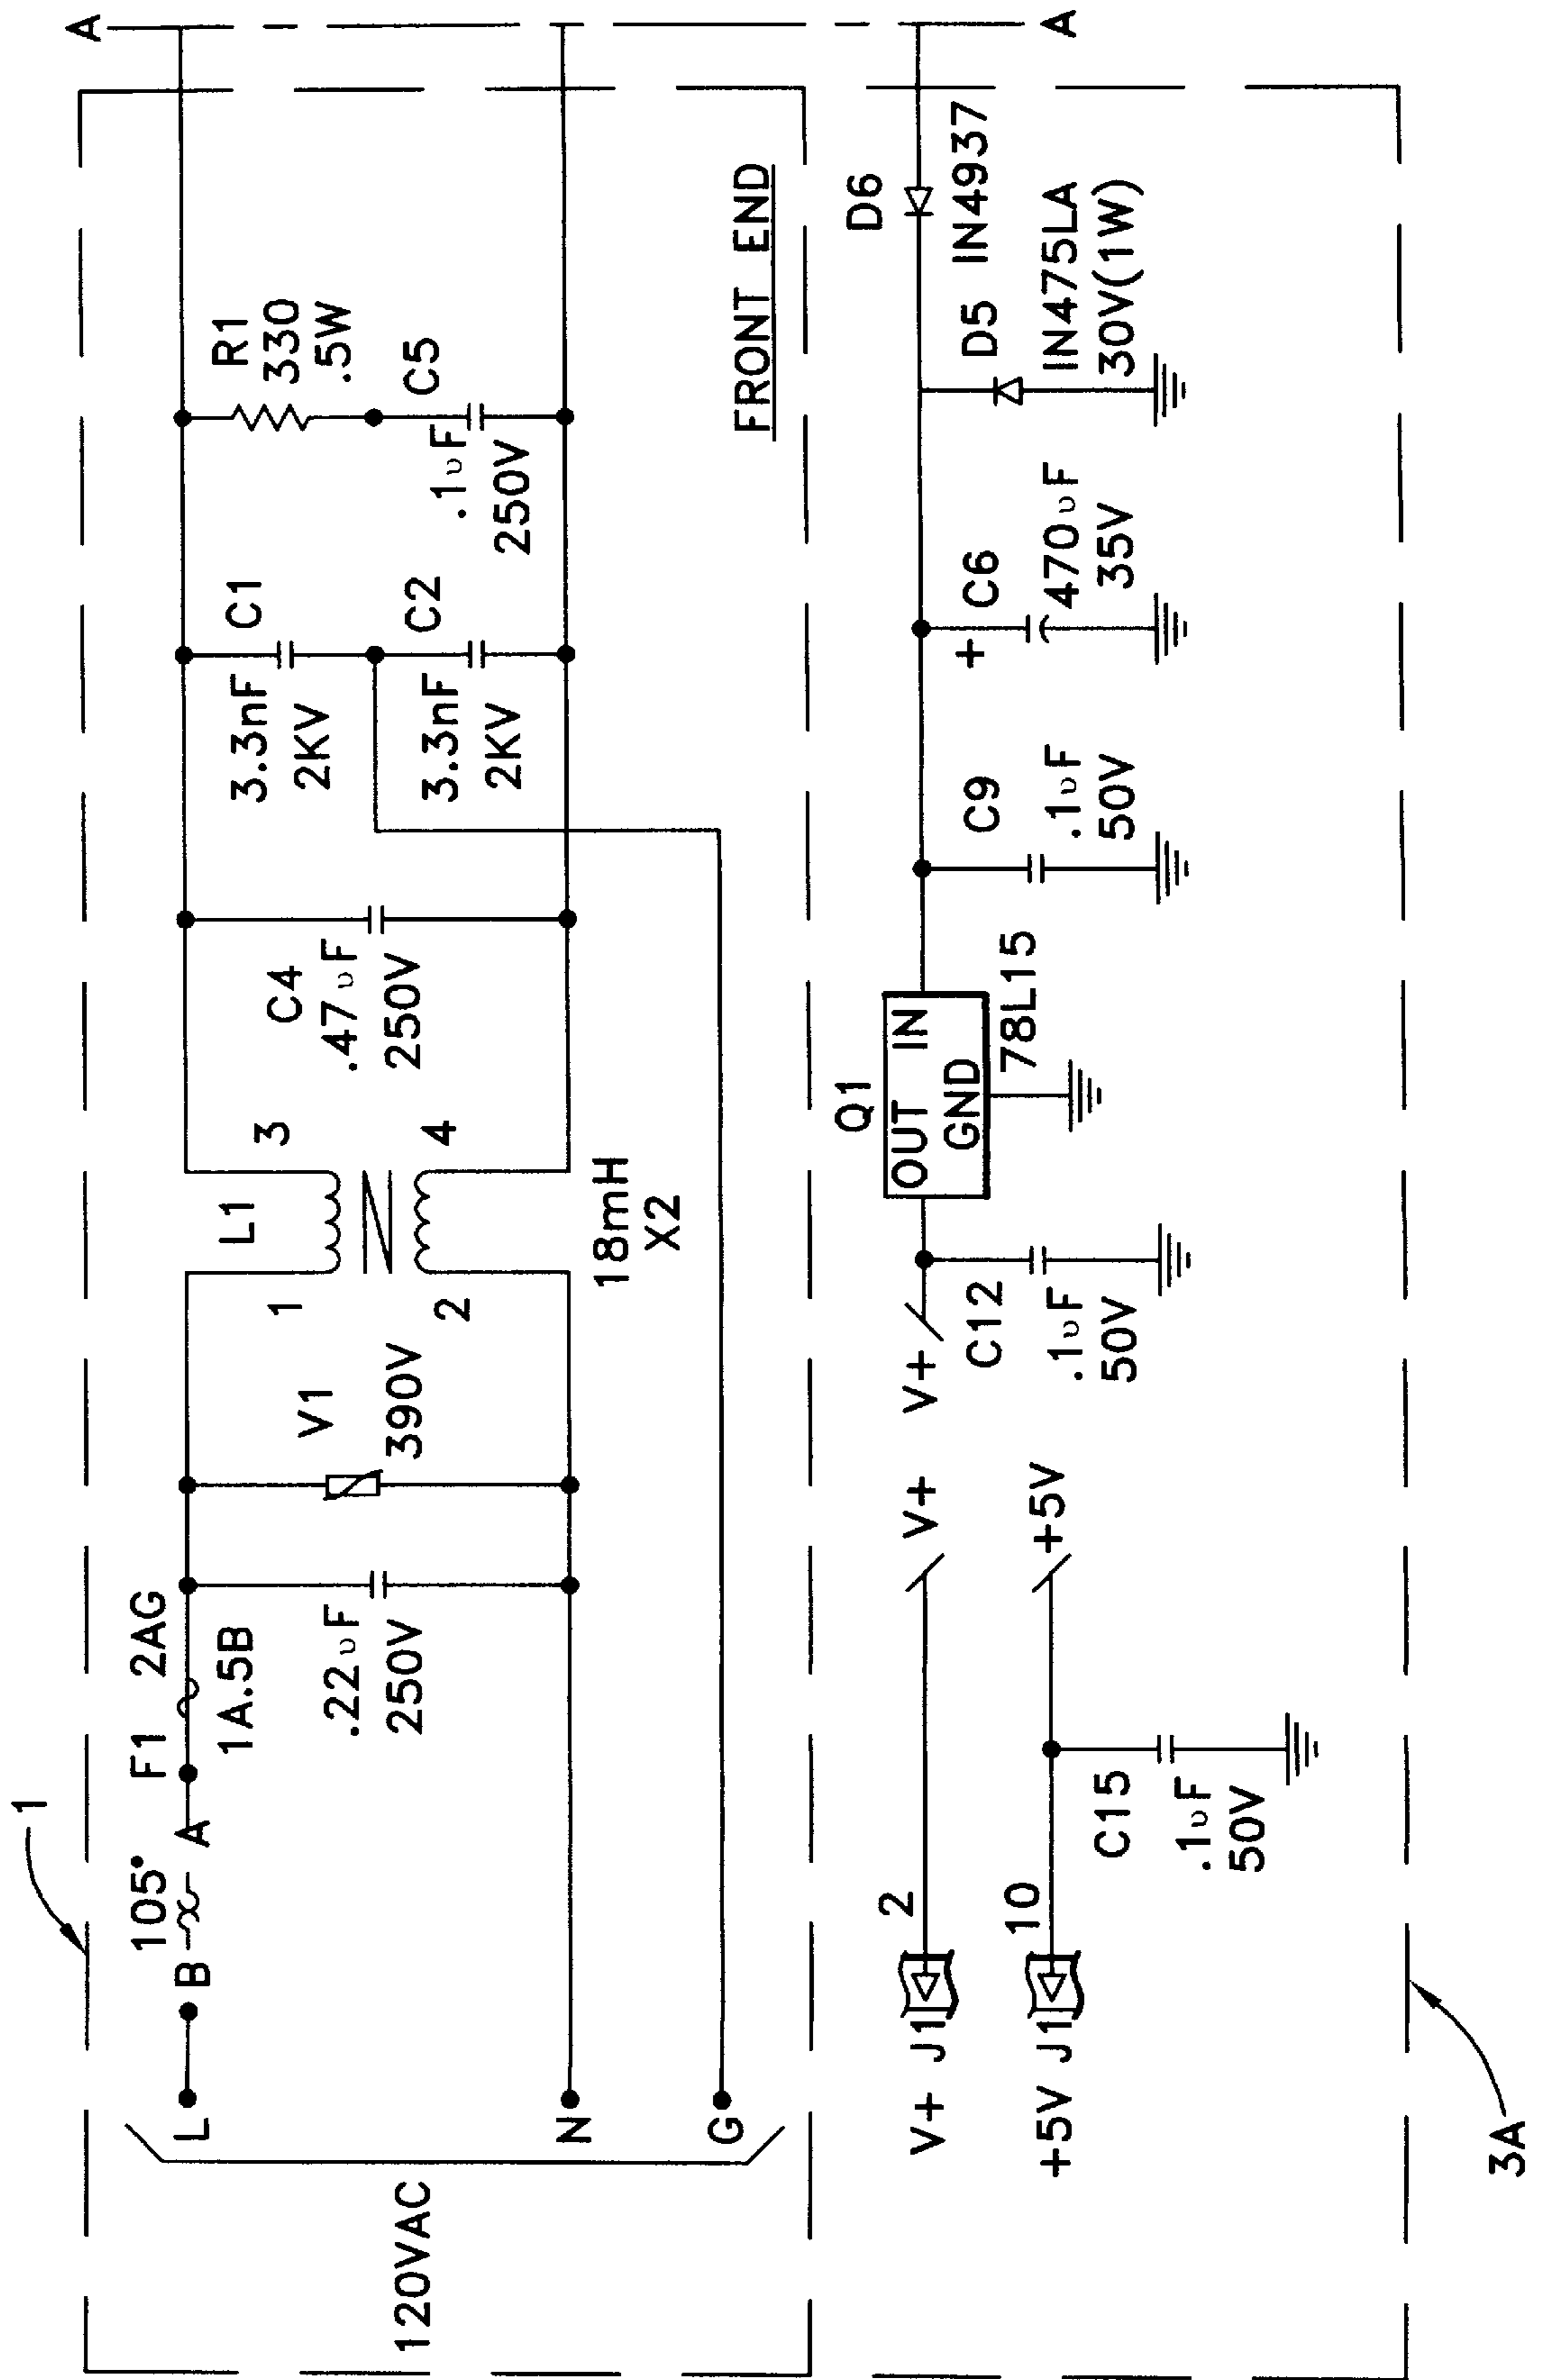 1
A
120VAC
L
B
105°
A
F1 2AG
1A.5B
.22υF
250V
V1
390V
L1
1
3
2
4
18mH
X2
C4
.47υF
250V
C1
3.3nF
2KV
C2
3.3nF
2KV
R1
330
.5W
C5
.1υF
250V
N
G
FRONT END
V+ J1
2
V+
+5V J1
10
+5V
C15
.1υF
50V
V+
C12
.1υF
50V
Q1
OUT IN
GND
78L15
C9
.1υF
50V
+
C6
470υF
35V
D5
IN475LA
30V(1W)
D6
IN4937
A
3A